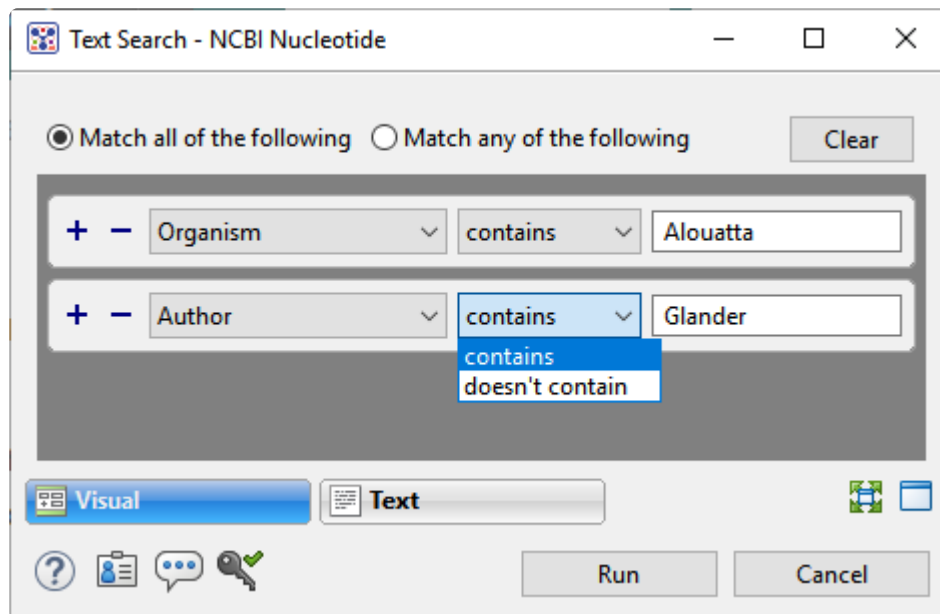 Text Search - NCBI Nucleotide
Match all of the following Match any of the following Clear
+ − Organism contains Alouatta
+ − Author contains Glander
contains
doesn't contain
Visual Text
Run Cancel